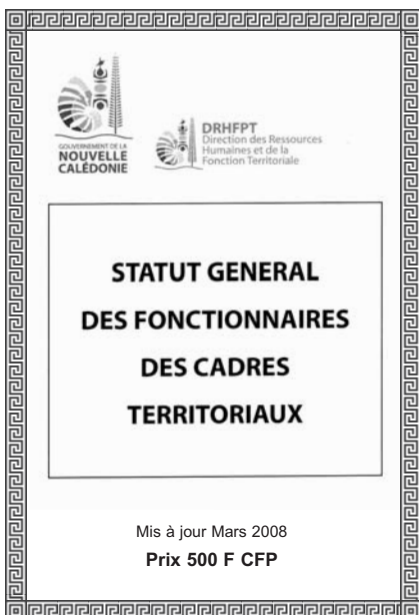 GOUVERNEMENT DE LA
NOUVELLE
CALÉDONIE
DRHFPT
Direction des Ressources
Humaines et de la
Fonction Territoriale
STATUT GENERAL
DES FONCTIONNAIRES
DES CADRES
TERRITORIAUX
Mis à jour Mars 2008
Prix 500 F CFP